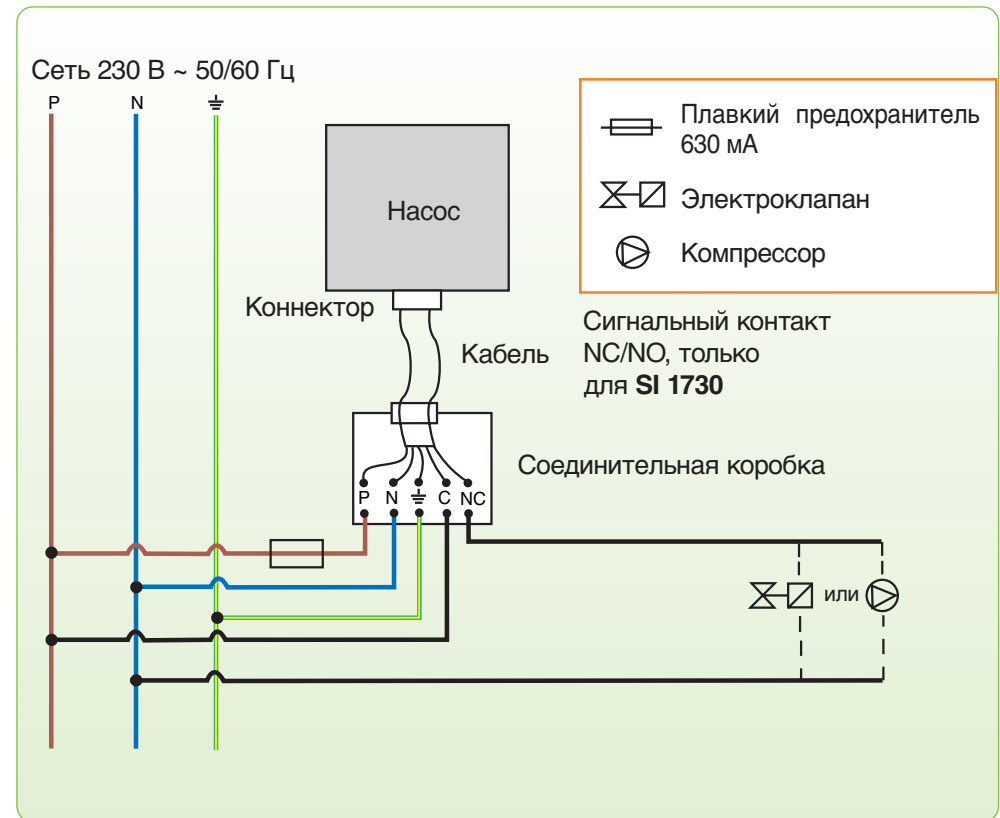 Сеть 230 В ~ 50/60 Гц
P N
Насос
Плавкий предохранитель
630 мА
Электроклапан
Компрессор
Коннектор
Кабель
Сигнальный контакт
NC/NO, только
для SI 1730
Соединительная коробка
P N C NC
или